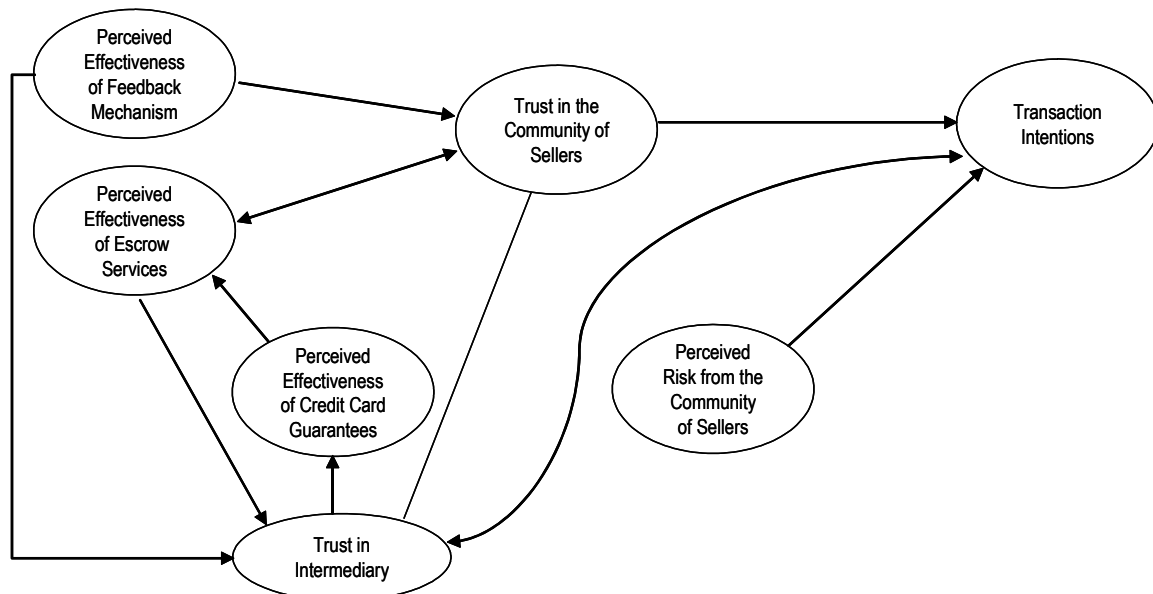 Perceived
Effectiveness
of Feedback
Mechanism
Trust in the
Community of
Sellers
Transaction
Intentions
Perceived
Effectiveness
of Escrow
Services
Perceived
Effectiveness
of Credit Card
Guarantees
Perceived
Risk from the
Community
of Sellers
Trust in
Intermediary